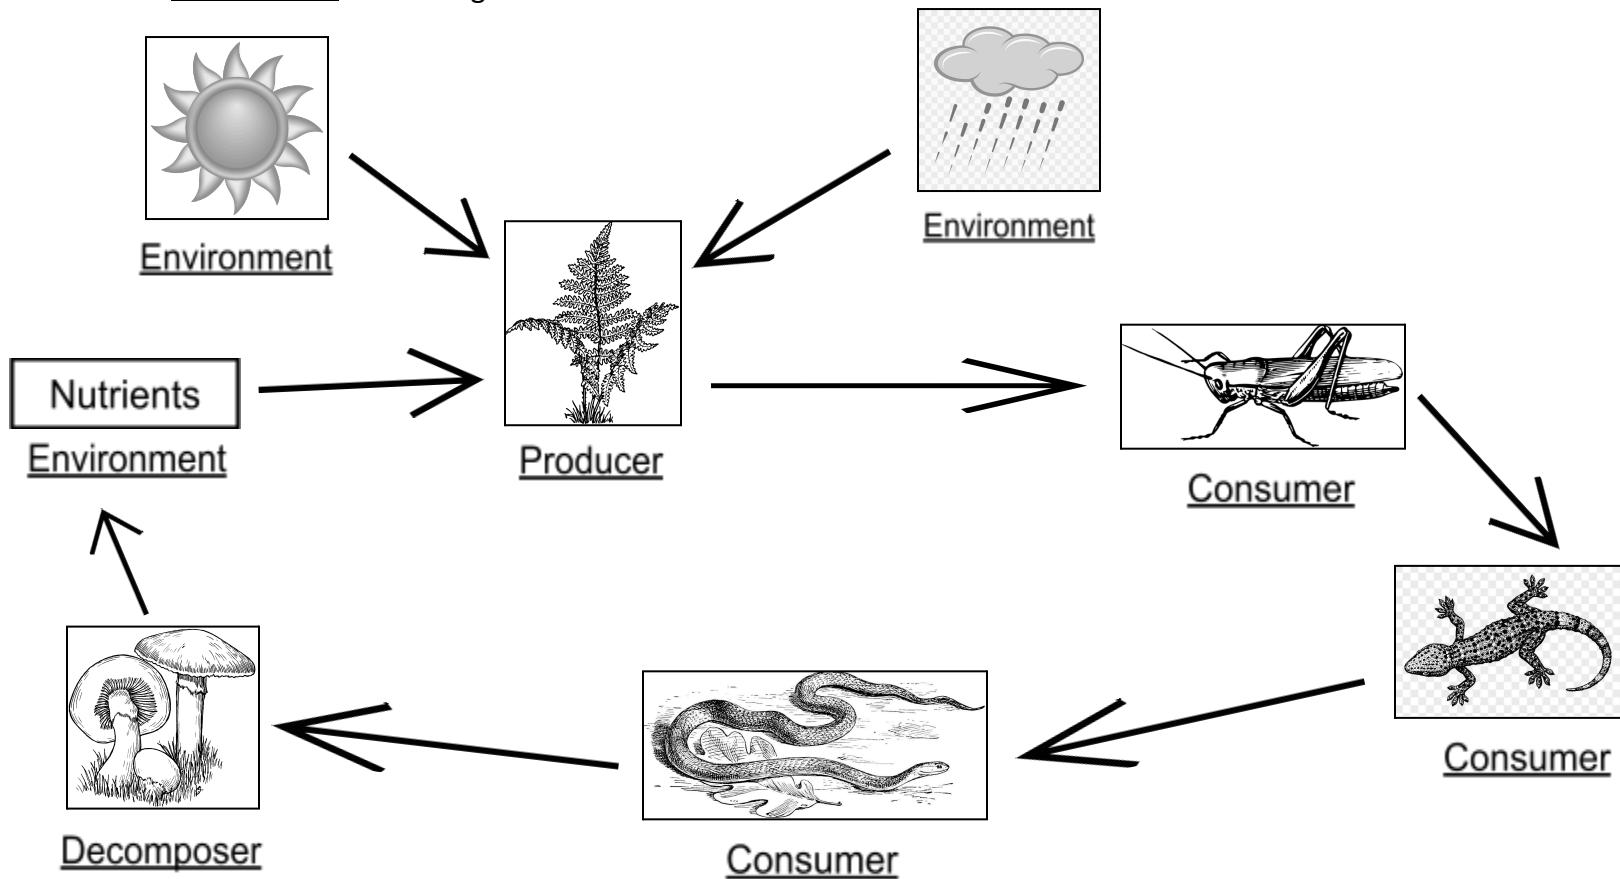 Environment
Environment
Nutrients
Environment
Producer
Consumer
Consumer
Decomposer
Consumer